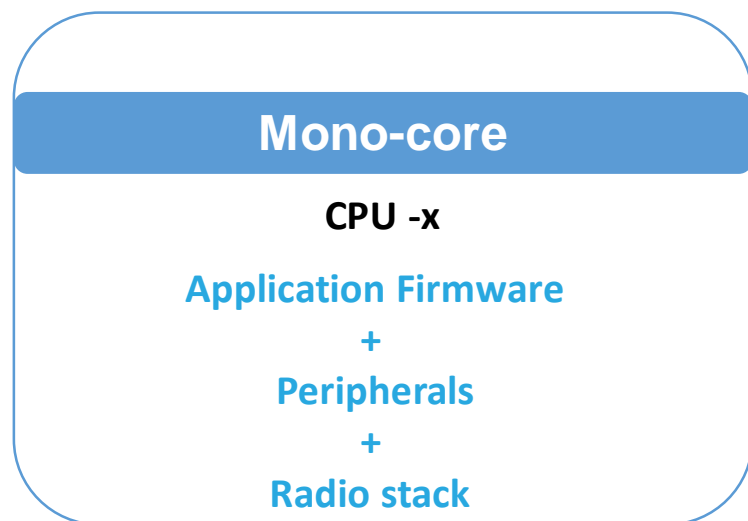 Mono-core
CPU -x
Application Firmware
+
Peripherals
+
Radio stack